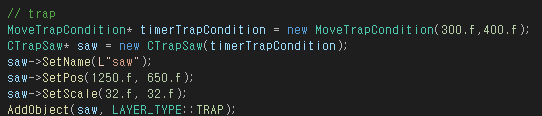 // trap
MoveTrapCondition* timerTrapCondition = new MoveTrapCondition(300.f,400.f);
CTrapSaw* saw = new CTrapSaw(timerTrapCondition);
saw->SetName(L"saw");
saw->SetPos(1250.f, 650.f);
saw->SetScale(32.f, 32.f);
AddObject(saw, LAYER_TYPE::TRAP);